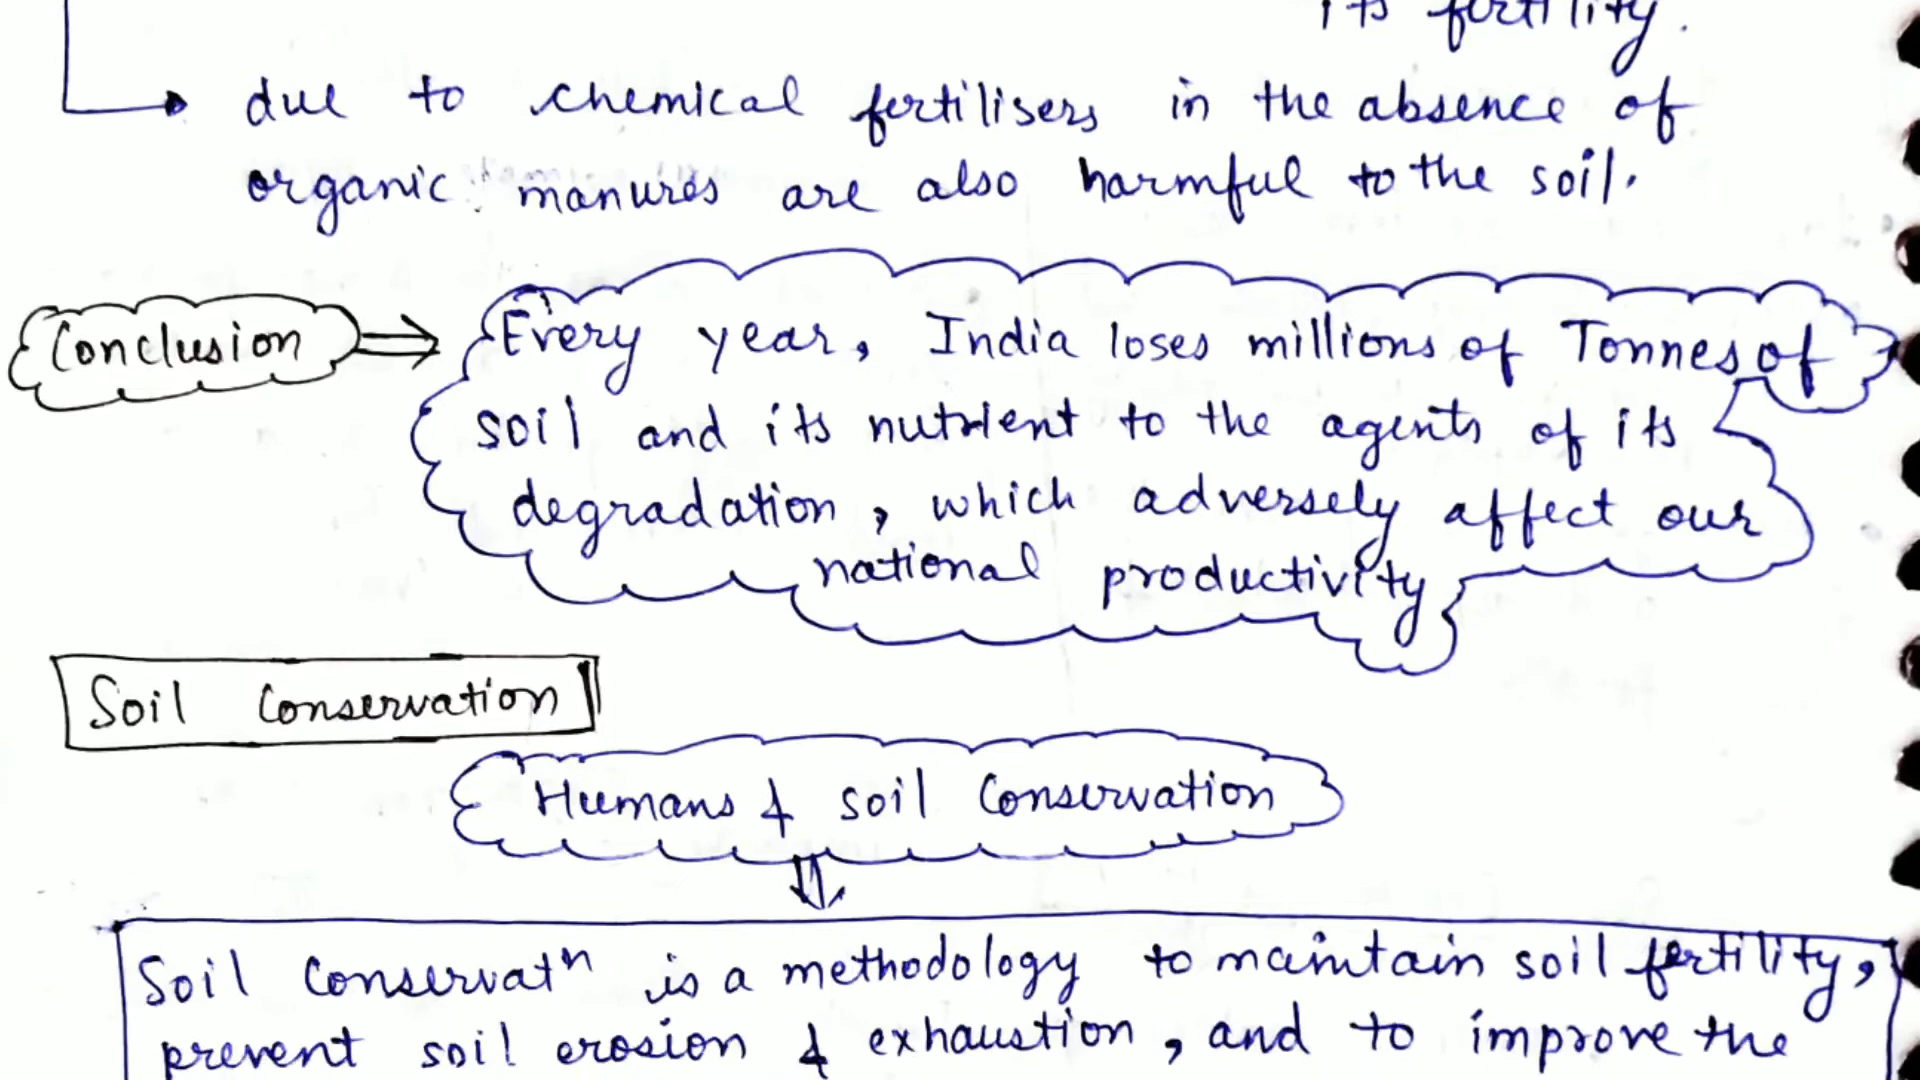 its fertility.
due to chemical fertilisers in the absence of
organic manures are also harmful to the soil.
Conclusion ⇒ Every year, India loses millions of Tonnes of
soil and its nutrient to the agents of its
degradation, which adversely affect our
national productivity
Soil Conservation
Humans & soil Conservation
Soil Conservatn is a methodology to maintain soil fertility,
prevent soil erosion & exhaustion, and to improve the